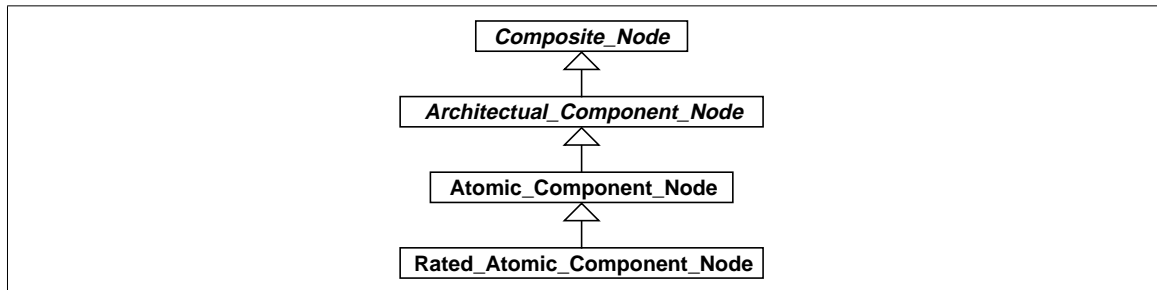 Composite_Node
Architectual_Component_Node
Atomic_Component_Node
Rated_Atomic_Component_Node